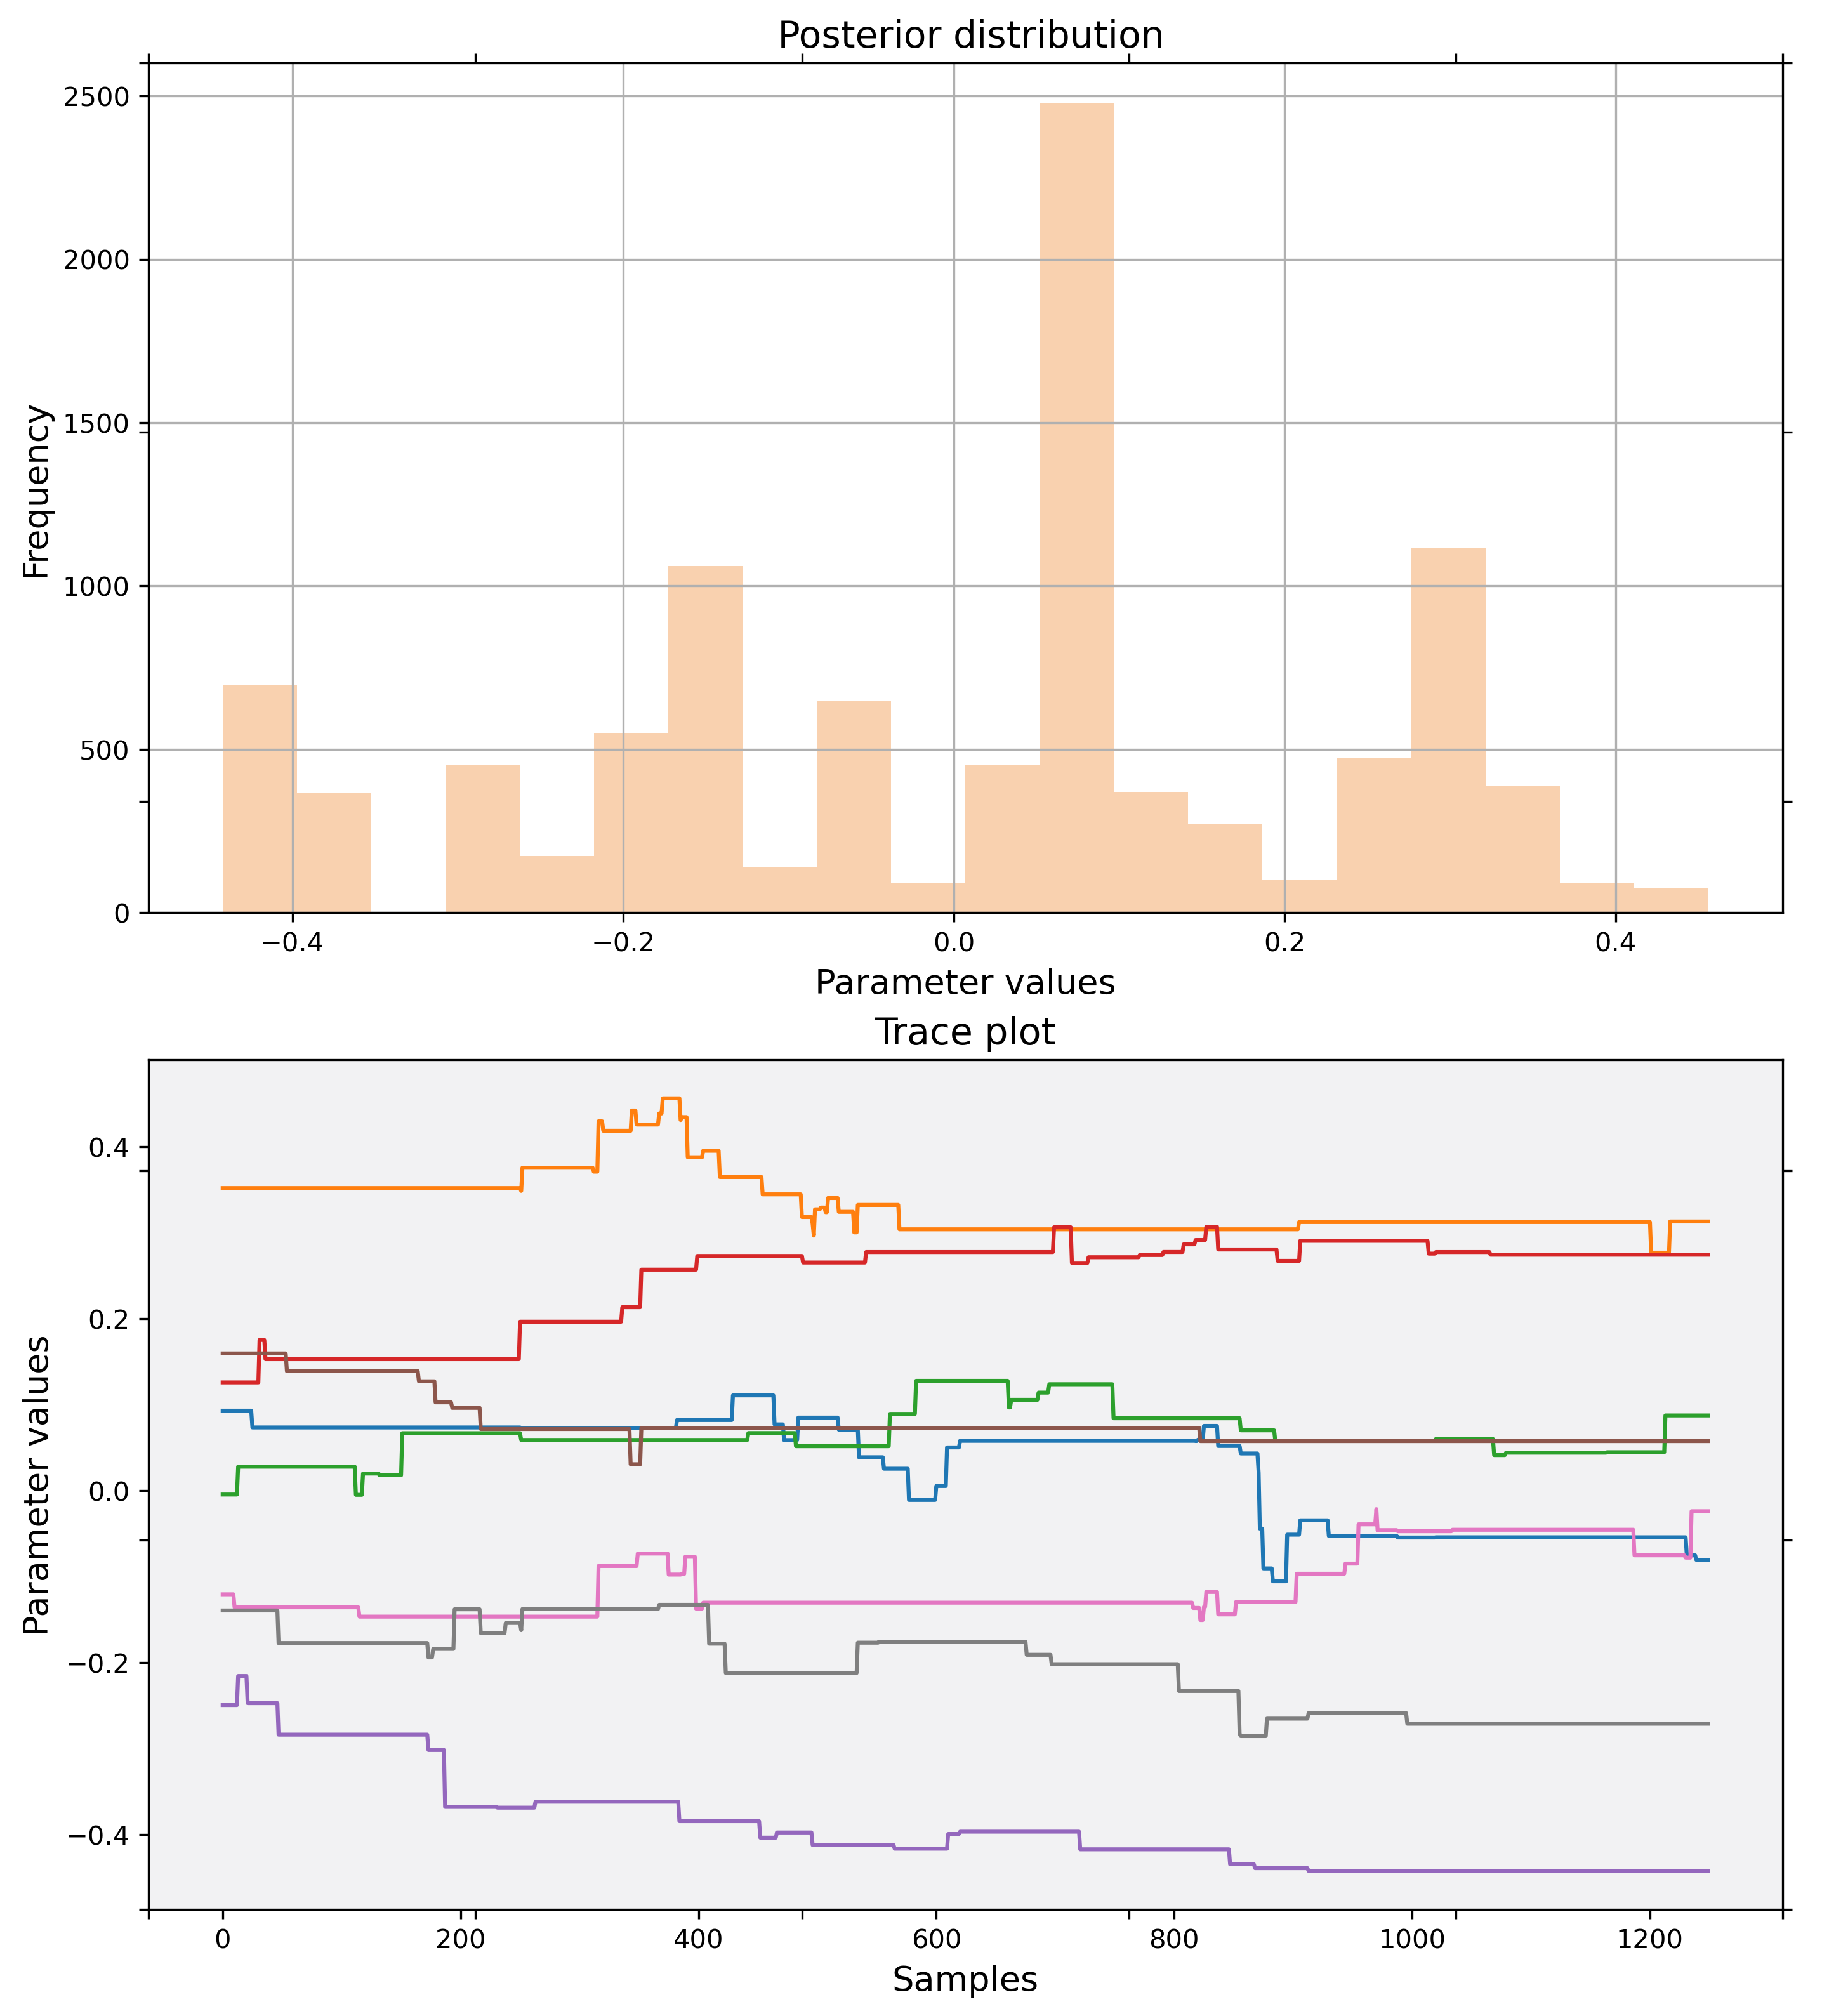 Posterior distribution
2500
2000
1500
1000
500
0
Frequency
−0.4 −0.2 0.0 0.2 0.4
Parameter values
Trace plot
0.4
0.2
0.0
−0.2
−0.4
Parameter values
0 200 400 600 800 1000 1200
Samples